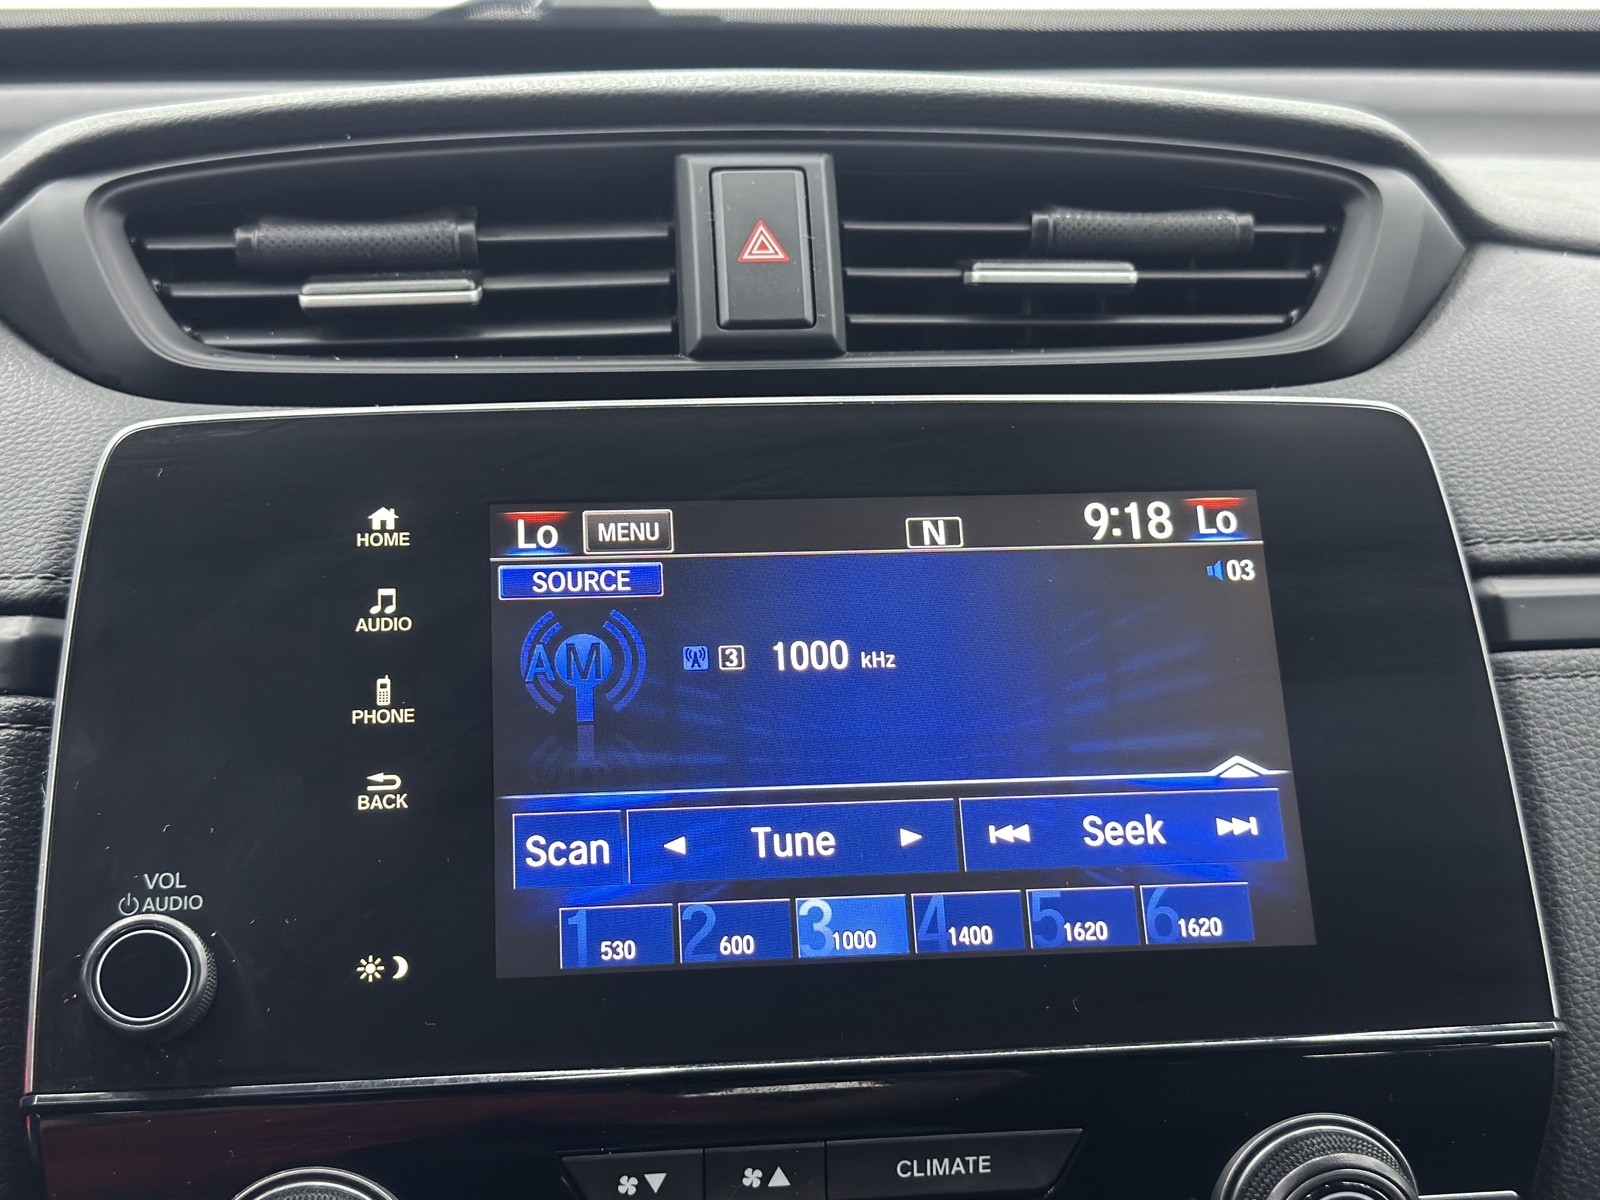 HOME
AUDIO
PHONE
BACK
VOL
AUDIO
Lo MENU N 9:18 Lo
SOURCE 03
AM 3 1000 kHz
Scan Tune Seek
1 530 2 600 3 1000 4 1400 5 1620 6 1620
CLIMATE